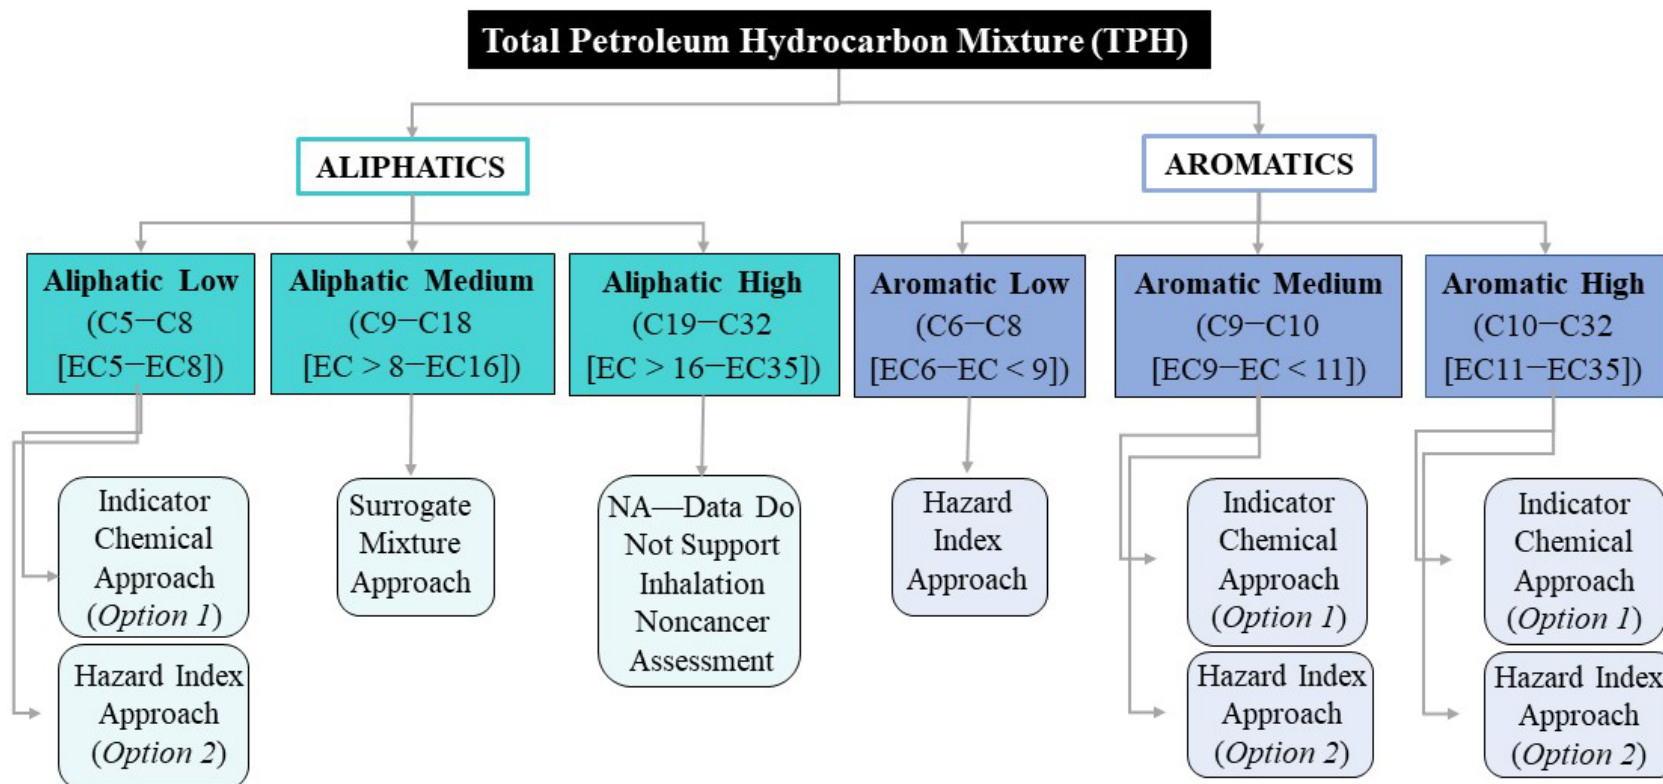 Total Petroleum Hydrocarbon Mixture (TPH)
ALIPHATICS
AROMATICS
Aliphatic Low
(C5–C8
[EC5–EC8])
Aliphatic Medium
(C9–C18
[EC > 8–EC16])
Aliphatic High
(C19–C32
[EC > 16–EC35])
Aromatic Low
(C6–C8
[EC6–EC < 9])
Aromatic Medium
(C9–C10
[EC9–EC < 11])
Aromatic High
(C10–C32
[EC11–EC35])
Indicator
Chemical
Approach
(Option 1)
Hazard Index
Approach
(Option 2)
Surrogate
Mixture
Approach
NA—Data Do
Not Support
Inhalation
Noncancer
Assessment
Hazard
Index
Approach
Indicator
Chemical
Approach
(Option 1)
Hazard Index
Approach
(Option 2)
Indicator
Chemical
Approach
(Option 1)
Hazard Index
Approach
(Option 2)